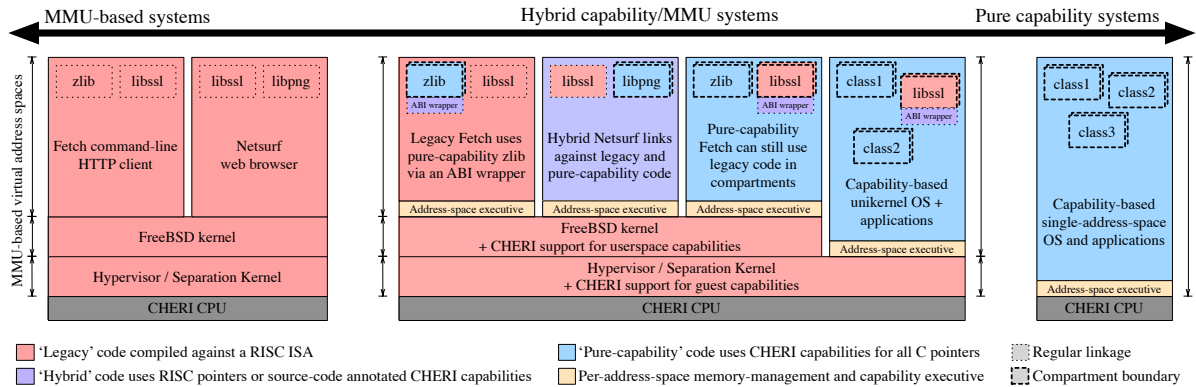 MMU-based systems
Hybrid capability/MMU systems
Pure capability systems
MMU-based virtual address spaces
zlib
libssl
Fetch command-line
HTTP client
libssl
libpng
Netsurf
web browser
FreeBSD kernel
Hypervisor / Separation Kernel
CHERI CPU
zlib
libssl
ABI wrapper
Legacy Fetch uses
pure-capability zlib
via an ABI wrapper
Address-space executive
libssl
libpng
Hybrid Netsurf links
against legacy and
pure-capability code
Address-space executive
zlib
libssl
ABI wrapper
Pure-capability
Fetch can still use
legacy code in
compartments
Address-space executive
class1
libssl
ABI wrapper
class2
Capability-based
unikernel OS +
applications
Address-space executive
FreeBSD kernel
+ CHERI support for userspace capabilities
Hypervisor / Separation Kernel
+ CHERI support for guest capabilities
CHERI CPU
class1
class2
class3
Capability-based
single-address-space
OS and applications
Address-space executive
CHERI CPU
'Legacy' code compiled against a RISC ISA
'Pure-capability' code uses CHERI capabilities for all C pointers
Regular linkage
'Hybrid' code uses RISC pointers or source-code annotated CHERI capabilities
Per-address-space memory-management and capability executive
Compartment boundary